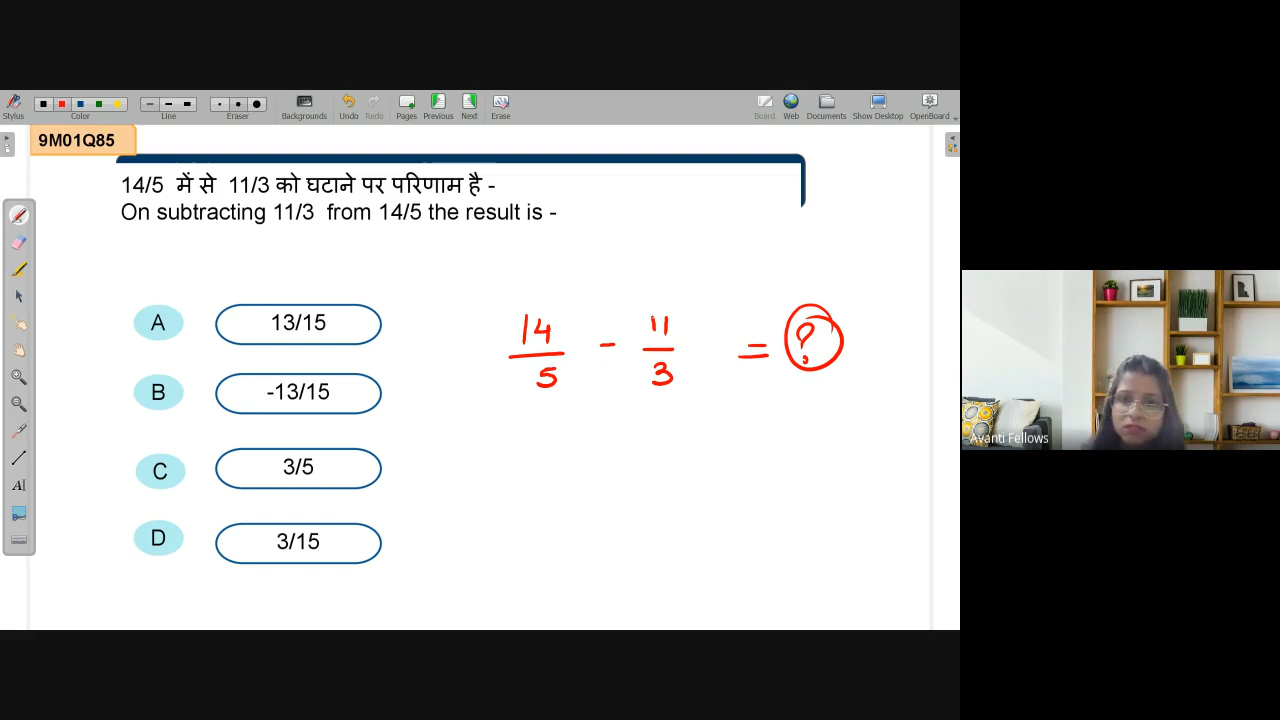 Stylus
Color
Line
Eraser
Backgrounds
Undo
Redo
Pages
Previous
Next
Erase
Board
Web
Documents
Show Desktop
OpenBoard
9M01Q85
14/5 में से 11/3 को घटाने पर परिणाम है -
On subtracting 11/3 from 14/5 the result is -
A 13/15
B -13/15
C 3/5
D 3/15
14/5 - 11/3 = ?
Avanti Fellows